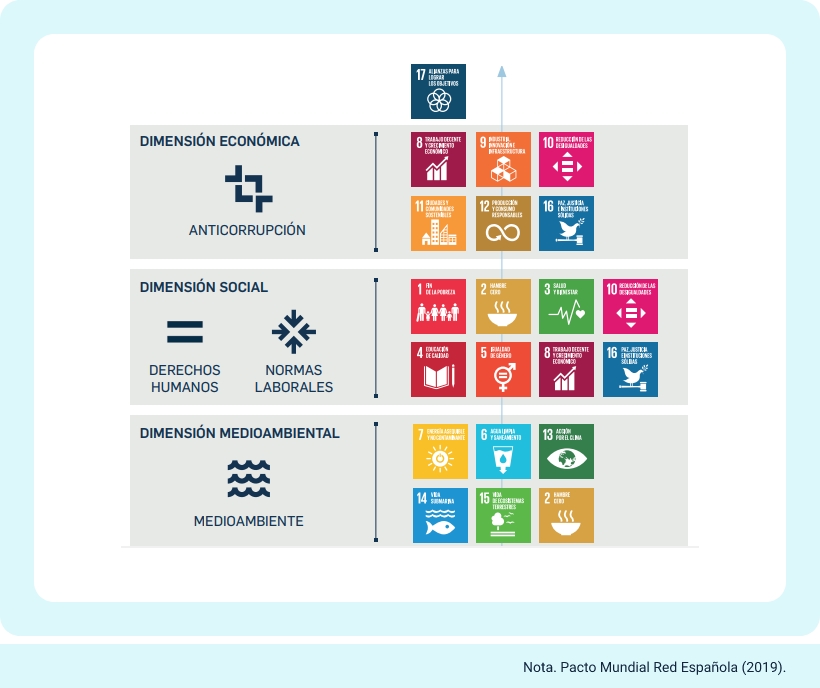 17 ALIANZAS PARA
LOGRAR
LOS OBJETIVOS
DIMENSIÓN ECONÓMICA
ANTICORRUPCIÓN
8 TRABAJO DECENTE
Y CRECIMIENTO
ECONÓMICO
9 INDUSTRIA,
INNOVACIÓN E
INFRAESTRUCTURA
10 REDUCCIÓN DE LAS
DESIGUALDADES
11 CIUDADES Y
COMUNIDADES
SOSTENIBLES
12 PRODUCCIÓN
Y CONSUMO
RESPONSABLES
16 PAZ, JUSTICIA
E INSTITUCIONES
SÓLIDAS
DIMENSIÓN SOCIAL
DERECHOS
HUMANOS
NORMAS
LABORALES
1 FIN
DE LA POBREZA
2 HAMBRE
CERO
3 SALUD
Y BIENESTAR
10 REDUCCIÓN DE LAS
DESIGUALDADES
4 EDUCACIÓN
DE CALIDAD
5 IGUALDAD
DE GÉNERO
8 TRABAJO DECENTE
Y CRECIMIENTO
ECONÓMICO
16 PAZ, JUSTICIA
E INSTITUCIONES
SÓLIDAS
DIMENSIÓN MEDIOAMBIENTAL
MEDIOAMBIENTE
7 ENERGÍA ASEQUIBLE
Y NO CONTAMINANTE
6 AGUA LIMPIA
Y SANEAMIENTO
13 ACCIÓN
POR EL CLIMA
14 VIDA
SUBMARINA
15 VIDA
DE ECOSISTEMAS
TERRESTRES
2 HAMBRE
CERO
Nota. Pacto Mundial Red Española (2019).